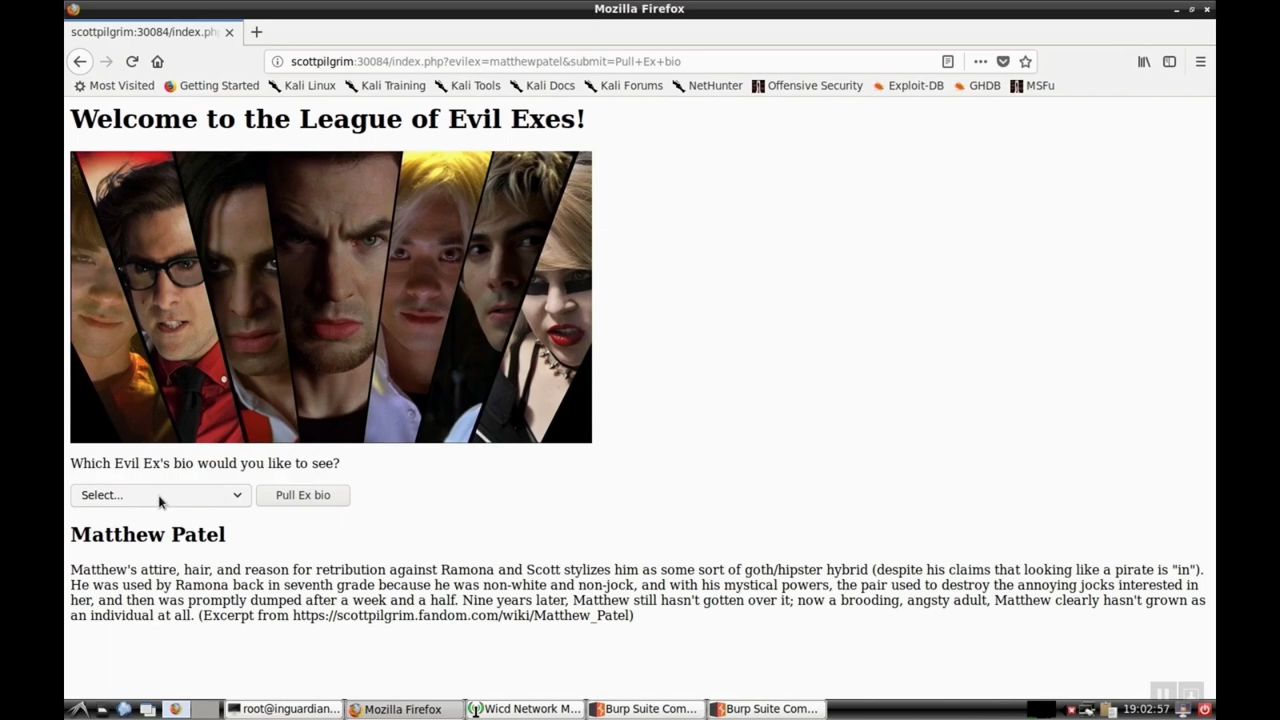 Mozilla Firefox
scottpilgrim:30084/index.ph
scottpilgrim:30084/index.php?evilex=matthewpatel&submit=Pull+Ex+bio
Most Visited Getting Started Kali Linux Kali Training Kali Tools Kali Docs Kali Forums NetHunter Offensive Security Exploit-DB GHDB MSFu
Welcome to the League of Evil Exes!
Which Evil Ex's bio would you like to see?
Select... Pull Ex bio
Matthew Patel
Matthew's attire, hair, and reason for retribution against Ramona and Scott stylizes him as some sort of goth/hipster hybrid (despite his claims that looking like a pirate is "in").
He was used by Ramona back in seventh grade because he was non-white and non-jock, and with his mystical powers, the pair used to destroy the annoying jocks interested in
her, and then was promptly dumped after a week and a half. Nine years later, Matthew still hasn't gotten over it; now a brooding, angsty adult, Matthew clearly hasn't grown as
an individual at all. (Excerpt from https://scottpilgrim.fandom.com/wiki/Matthew_Patel)
root@inguardian... Mozilla Firefox Wicd Network M... Burp Suite Com... Burp Suite Com... 19:02:57